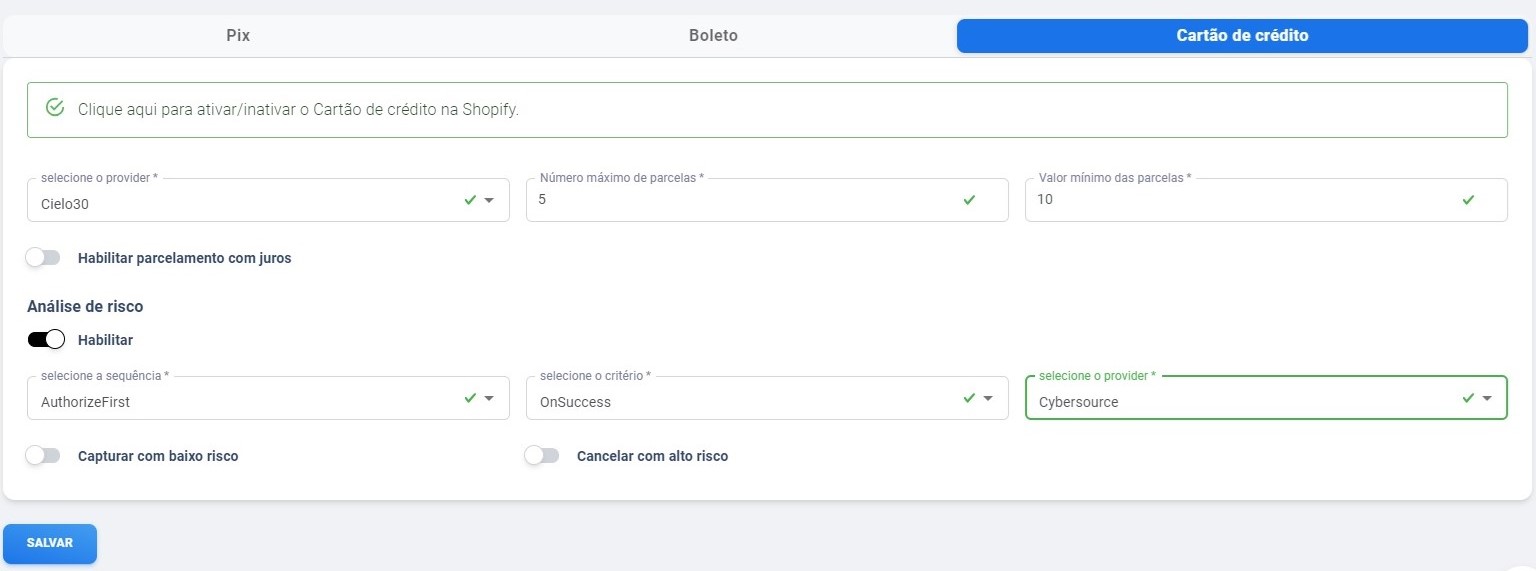 Pix
Boleto
Cartão de crédito
Clique aqui para ativar/inativar o Cartão de crédito na Shopify.
selecione o provider *
Cielo30
Número máximo de parcelas *
5
Valor mínimo das parcelas *
10
Habilitar parcelamento com juros
Análise de risco
Habilitar
selecione a sequência *
AuthorizeFirst
selecione o critério *
OnSuccess
selecione o provider *
Cybersource
Capturar com baixo risco
Cancelar com alto risco
SALVAR